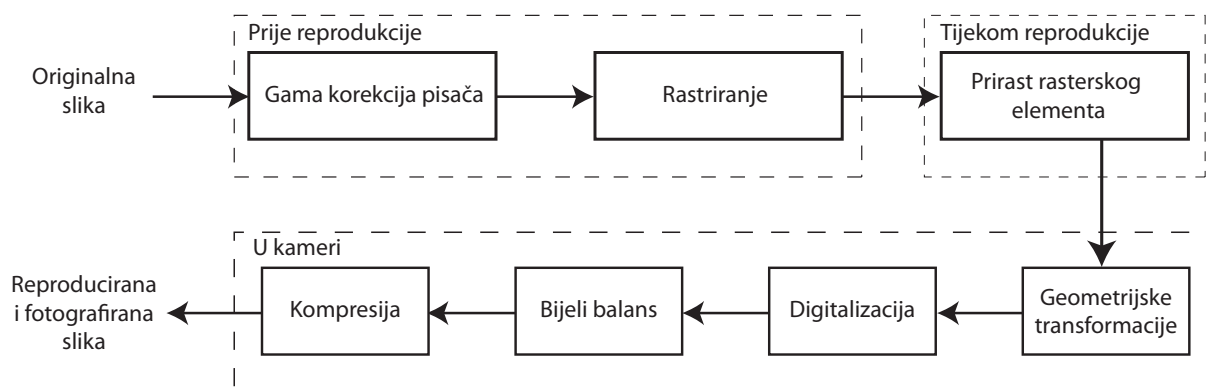 Prije reprodukcije
Tijekom reprodukcije
Originalna
slika
Gama korekcija pisača
Rastriranje
Prirast rasterskog
elementa
U kameri
Reproducirana
i fotografirana
slika
Kompresija
Bijeli balans
Digitalizacija
Geometrijske
transformacije